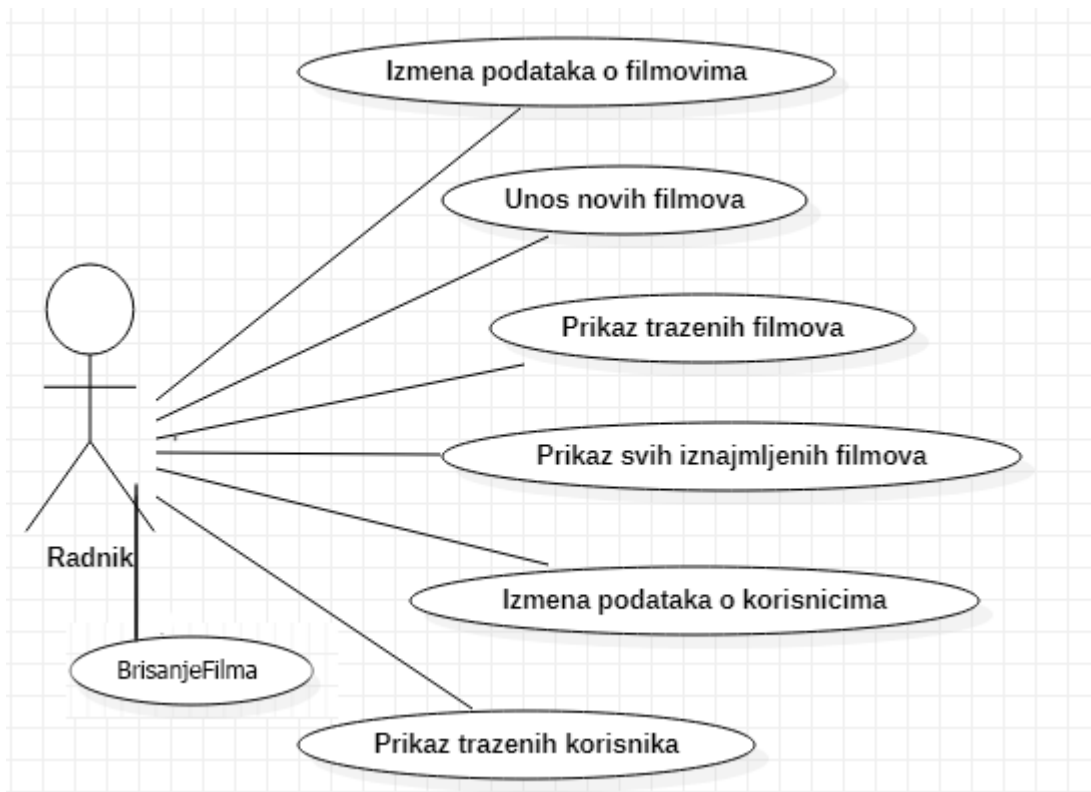 Izmena podataka o filmovima
Unos novih filmova
Prikaz trazenih filmova
Prikaz svih iznajmljenih filmova
Radnik
Izmena podataka o korisnicima
BrisanjeFilma
Prikaz trazenih korisnika